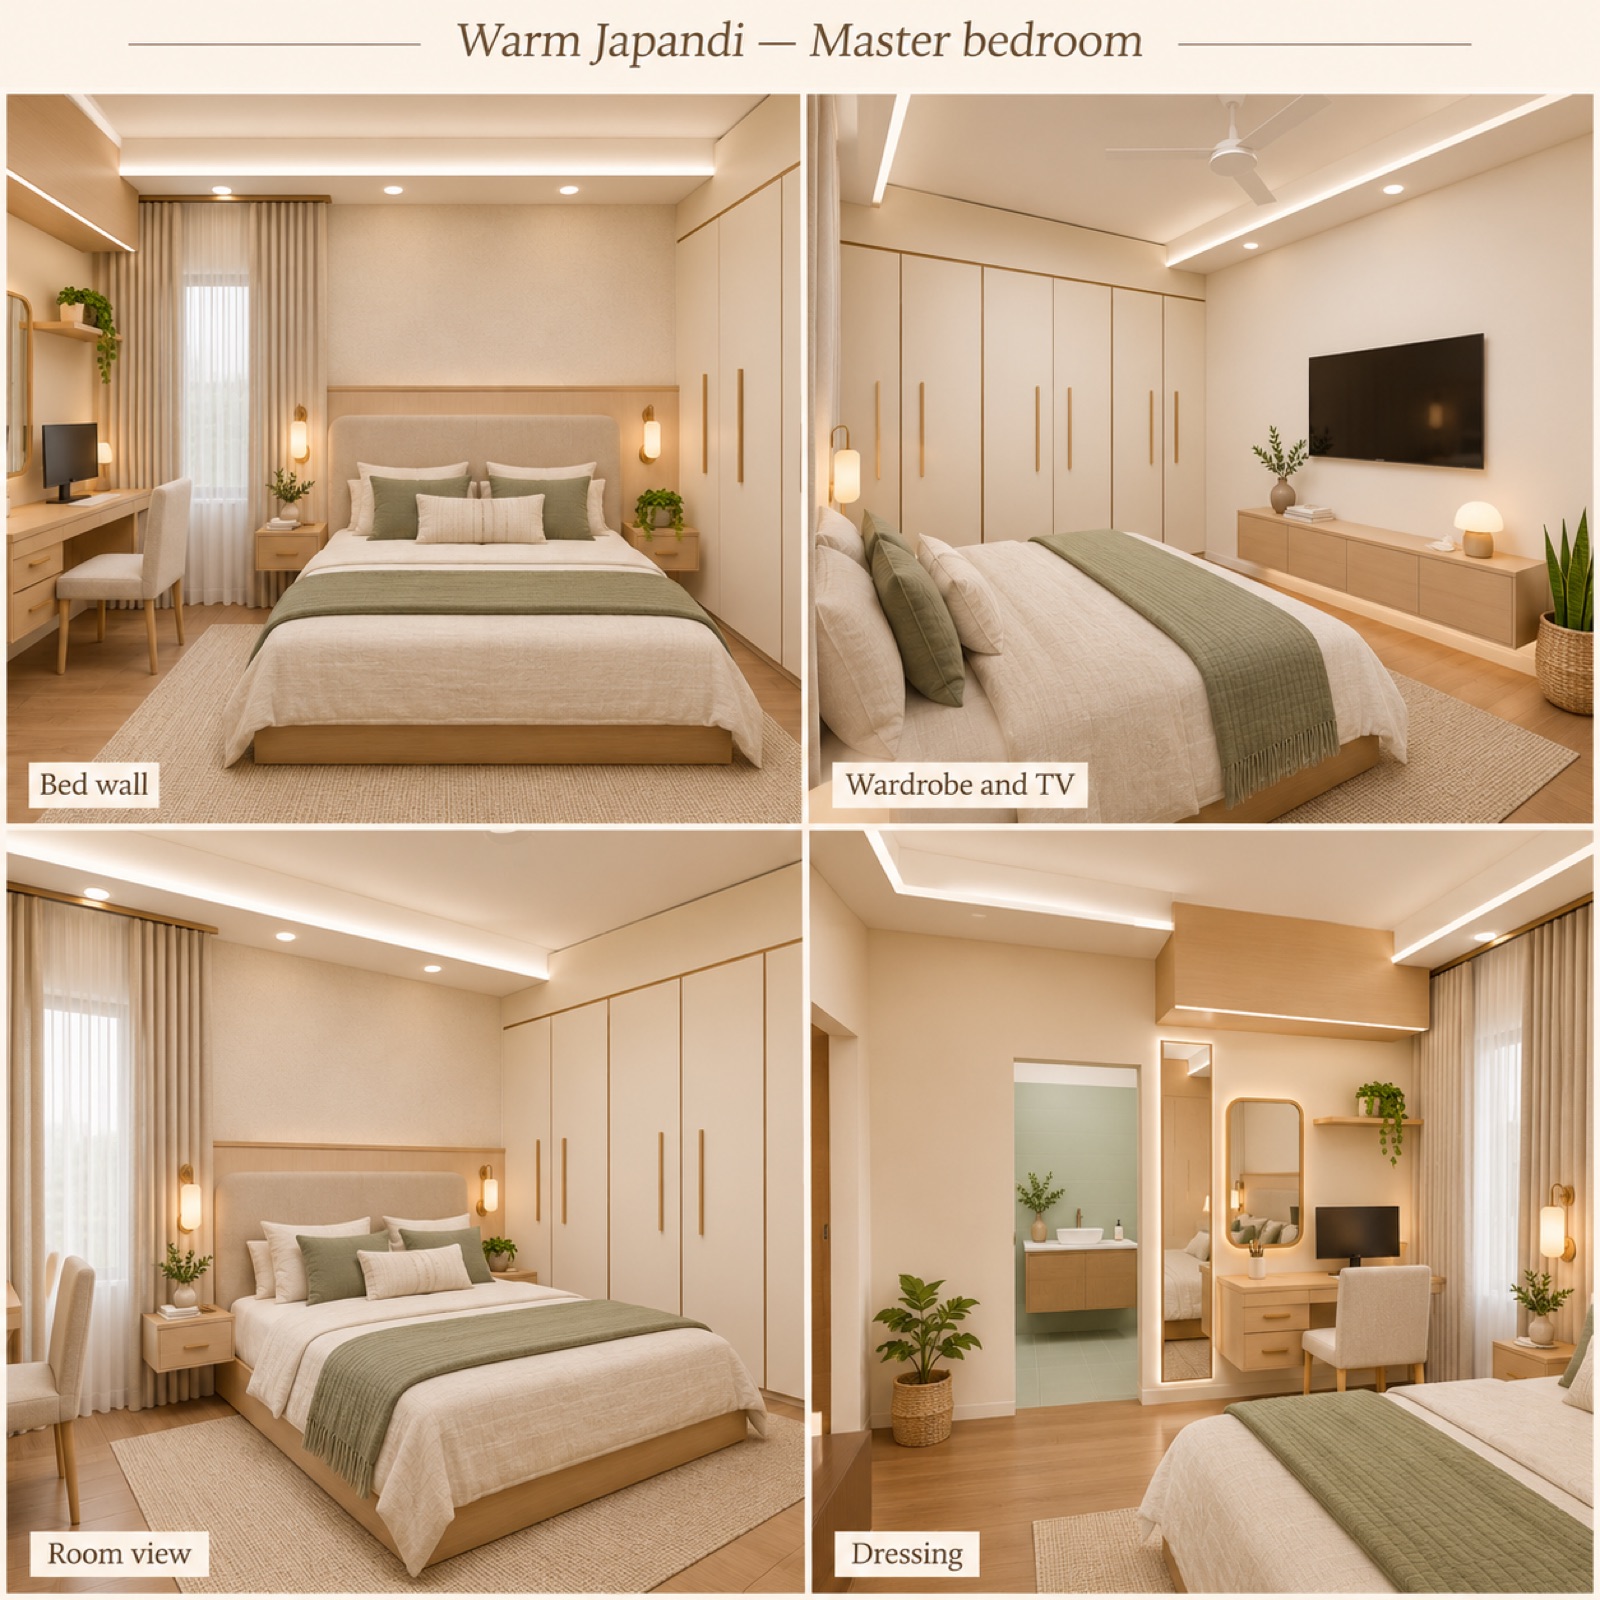 Warm Japandi — Master bedroom
Bed wall
Wardrobe and TV
Room view
Dressing